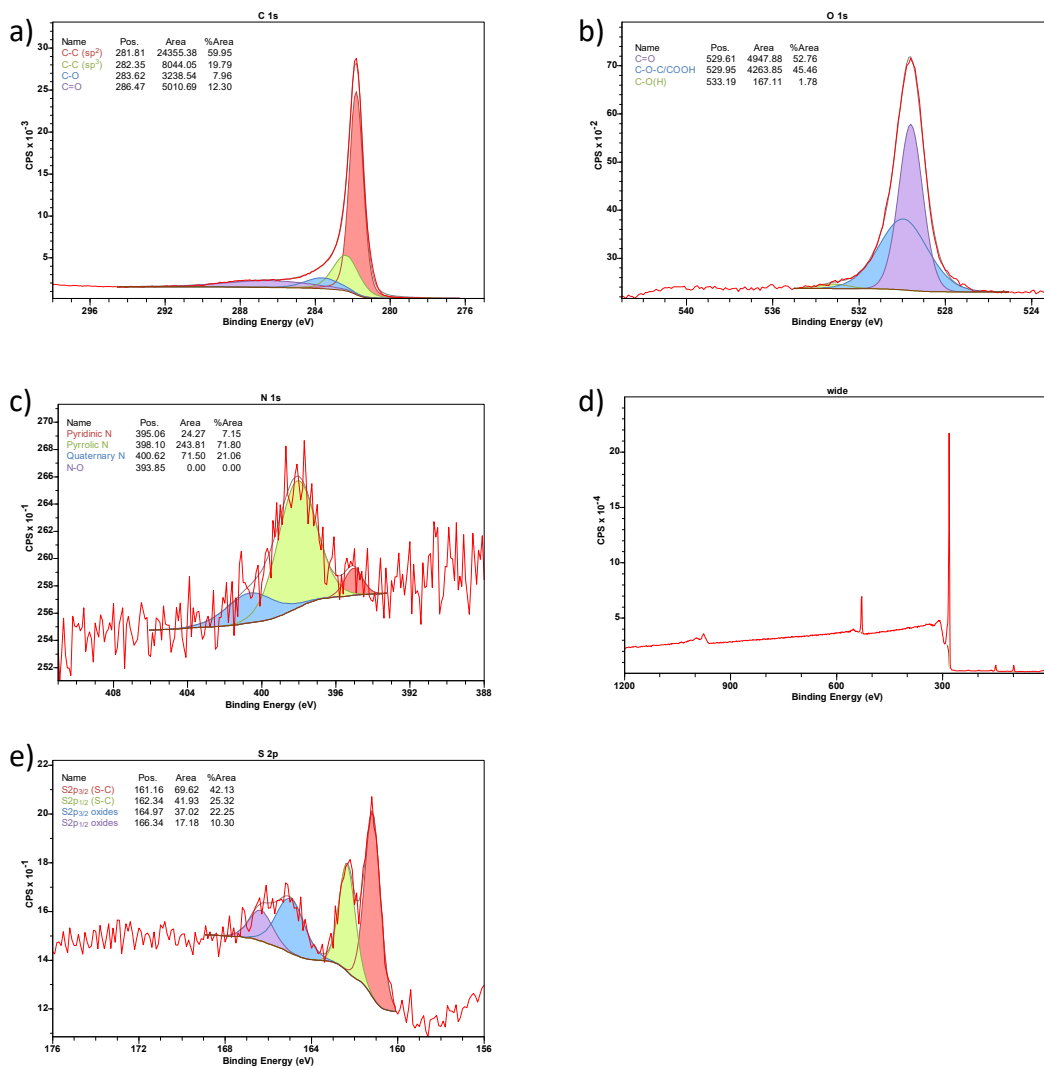 a)
C 1s
Name Pos. Area %Area
C-C (sp²) 281.81 24355.38 59.95
C-C (sp³) 282.35 8044.05 19.79
C-O 283.62 3238.54 7.96
C=O 286.47 5010.69 12.30
CPS x 10⁻³
30
25
20
15
10
5
296 292 288 284 280 276
Binding Energy (eV)
b)
O 1s
Name Pos. Area %Area
C=O 529.61 4947.88 52.76
C-O-C/COOH 529.95 4263.85 45.46
C-O(H) 533.19 167.11 1.78
CPS x 10⁻²
70
60
50
40
30
540 536 532 528 524
Binding Energy (eV)
c)
N 1s
Name Pos. Area %Area
Pyridinic N 395.06 24.27 7.15
Pyrrolic N 398.10 243.81 71.80
Quaternary N 400.62 71.50 21.06
N-O 393.85 0.00 0.00
CPS x 10⁻¹
270
268
266
264
262
260
258
256
254
252
408 404 400 396 392 388
Binding Energy (eV)
d)
wide
CPS x 10⁻⁴
20
15
10
5
1200 900 600 300
Binding Energy (eV)
e)
S 2p
Name Pos. Area %Area
S2p₃/₂ (S-C) 161.16 69.62 42.13
S2p₁/₂ (S-C) 162.34 41.93 25.32
S2p₃/₂ oxides 164.97 37.02 22.25
S2p₁/₂ oxides 166.34 17.18 10.30
CPS x 10⁻¹
22
20
18
16
14
12
176 172 168 164 160 156
Binding Energy (eV)